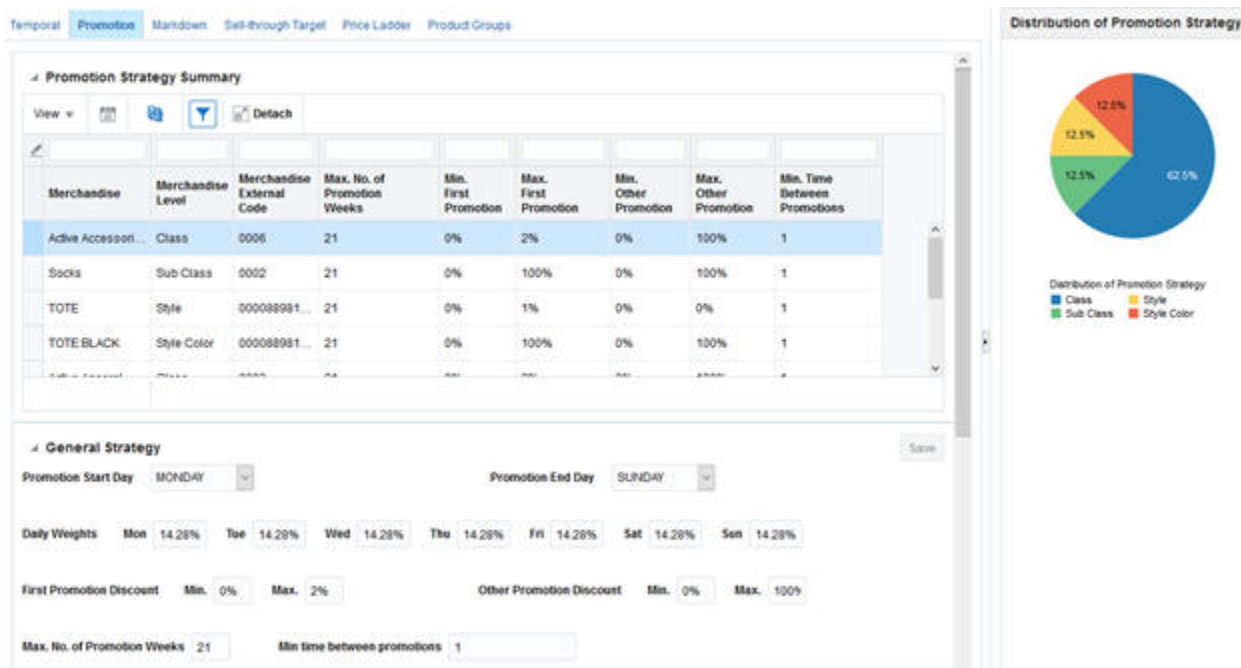 Temporal Promotion Markdown Sell-through Target Price Ladder Product Groups
Distribution of Promotion Strategy
Promotion Strategy Summary
View Detach
Merchandise Merchandise Level Merchandise External Code Max. No. of Promotion Weeks Min. First Promotion Max. First Promotion Min. Other Promotion Max. Other Promotion Min. Time Between Promotions
Active Accessori... Class 0006 21 0% 2% 0% 100% 1
Socks Sub Class 0002 21 0% 100% 0% 100% 1
TOTE Style 000088981... 21 0% 1% 0% 0% 1
TOTE:BLACK Style Color 000088981... 21 0% 100% 0% 100% 1
12.5%
12.5%
12.5% 62.5%
Distribution of Promotion Strategy
Class Style
Sub Class Style Color
General Strategy Save
Promotion Start Day MONDAY Promotion End Day SUNDAY
Daily Weights Mon 14.28% Tue 14.28% Wed 14.28% Thu 14.28% Fri 14.28% Sat 14.28% Sun 14.28%
First Promotion Discount Min. 0% Max. 2% Other Promotion Discount Min. 0% Max. 100%
Max. No. of Promotion Weeks 21 Min time between promotions 1